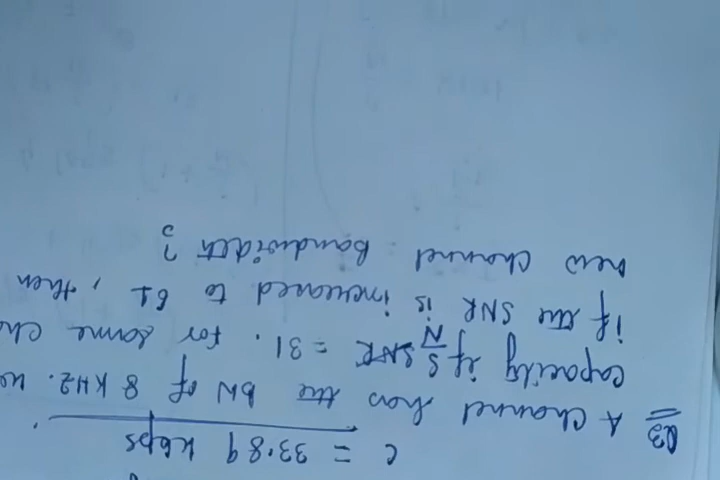 C = 33.89 kbps
Q3 A channel has the BW of 8 KHz.
capacity if S/N SNR = 31. For same
if the SNR is increased to 61, then
new channel Bandwidth ?